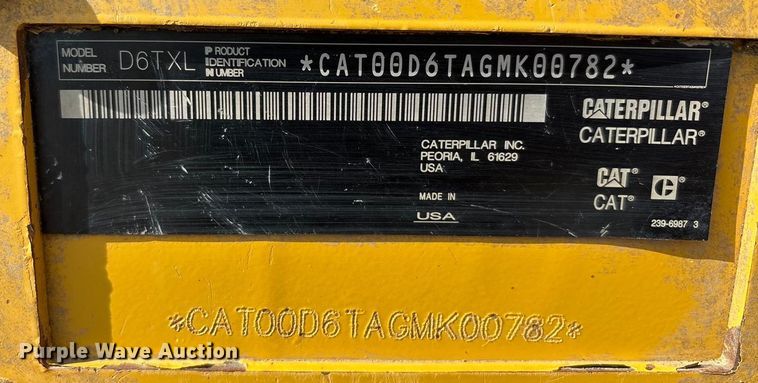 MODEL NUMBER D6TXL PRODUCT IDENTIFICATION NUMBER *CAT00D6TAGMK00782*
CATERPILLAR®
CATERPILLAR®
CATERPILLAR INC.
PEORIA, IL 61629
USA
CAT® C®
CAT®
MADE IN
USA
239-6987 3
*CAT00D6TAGMK00782*
Purple Wave Auction